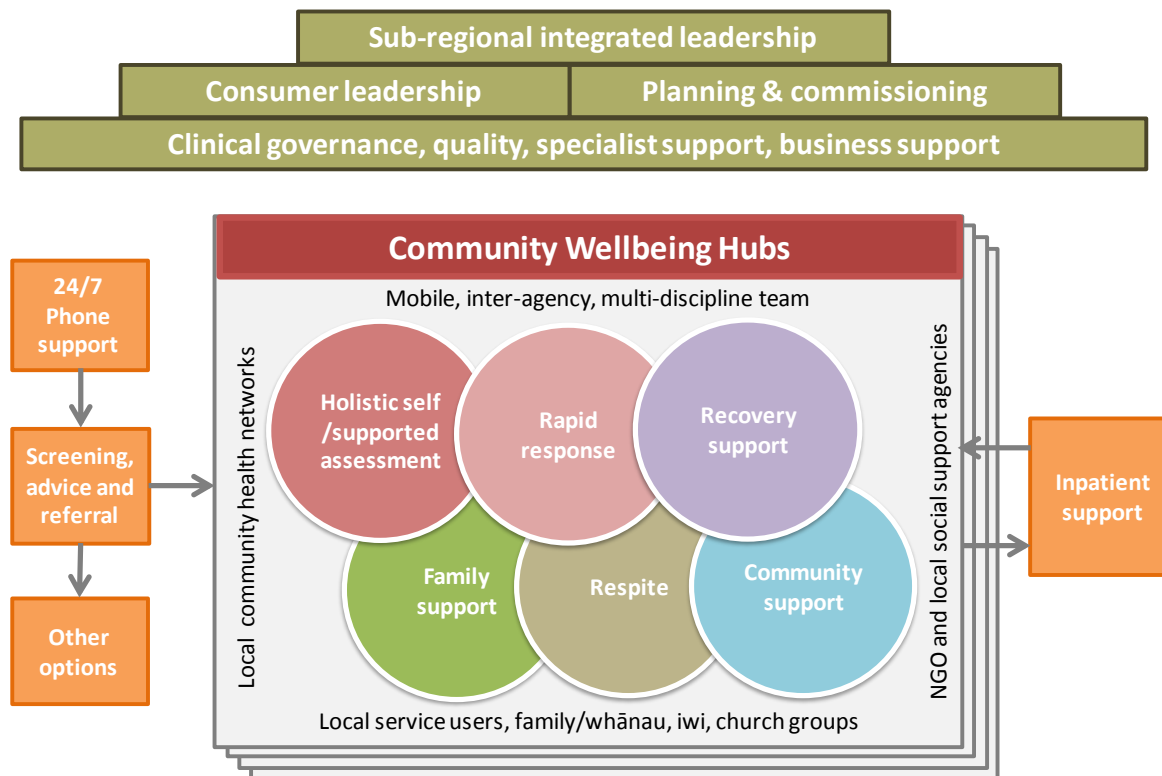 Sub-regional integrated leadership
Consumer leadership
Planning & commissioning
Clinical governance, quality, specialist support, business support
Community Wellbeing Hubs
Mobile, inter-agency, multi-discipline team
24/7
Phone
support
Screening,
advice and
referral
Other
options
Local community health networks
Holistic self
/supported
assessment
Rapid
response
Recovery
support
Family
support
Respite
Community
support
NGO and local social support agencies
Local service users, family/whānau, iwi, church groups
Inpatient
support